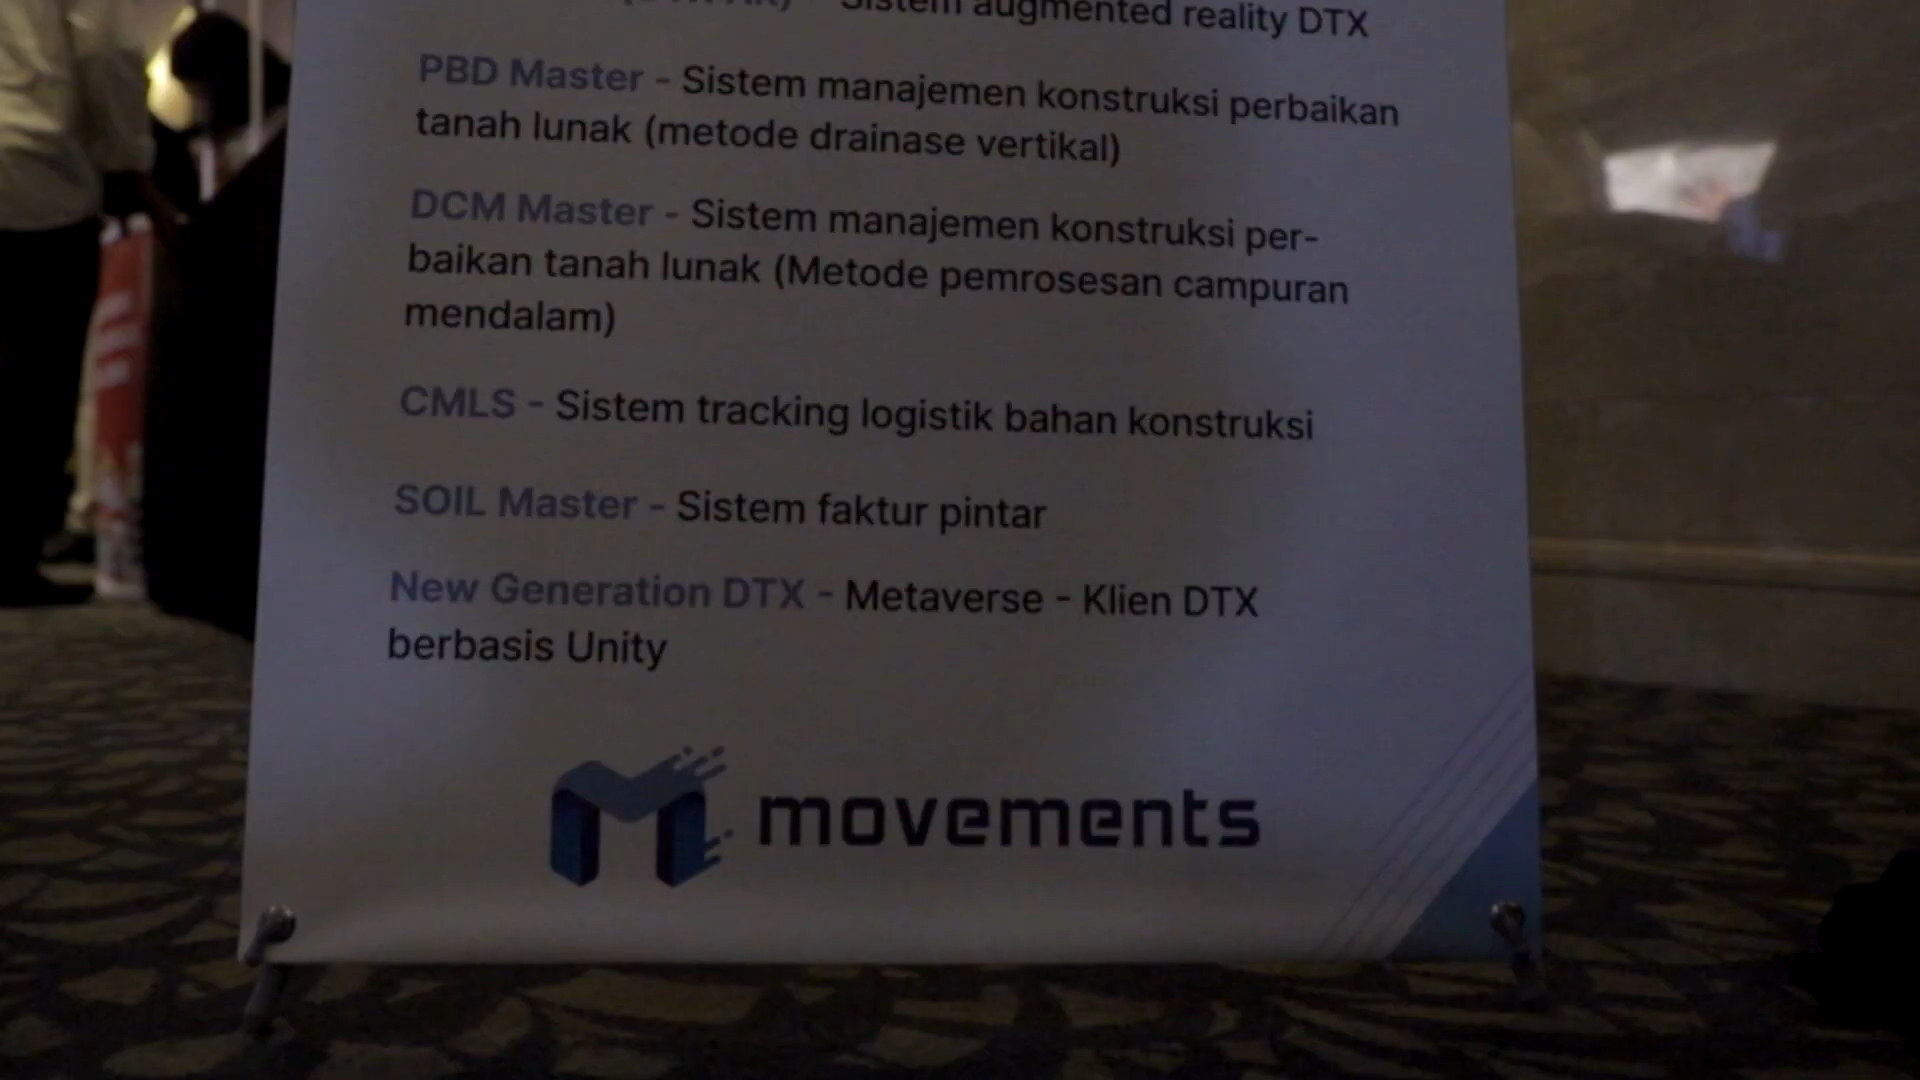 Sistem augmented reality DTX
PBD Master - Sistem manajemen konstruksi perbaikan
tanah lunak (metode drainase vertikal)
DCM Master - Sistem manajemen konstruksi per-
baikan tanah lunak (Metode pemrosesan campuran
mendalam)
CMLS - Sistem tracking logistik bahan konstruksi
SOIL Master - Sistem faktur pintar
New Generation DTX - Metaverse - Klien DTX
berbasis Unity
movements